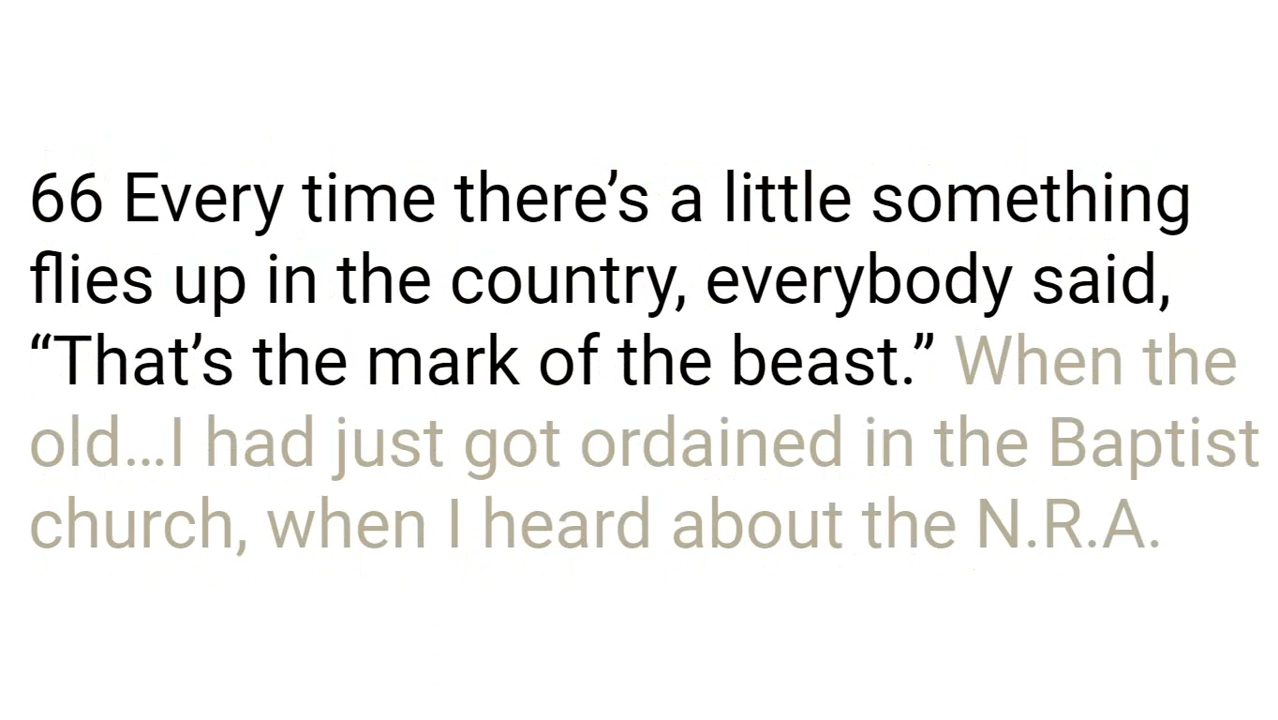 66 Every time there’s a little something
flies up in the country, everybody said,
“That’s the mark of the beast.” When the
old…I had just got ordained in the Baptist
church, when I heard about the N.R.A.